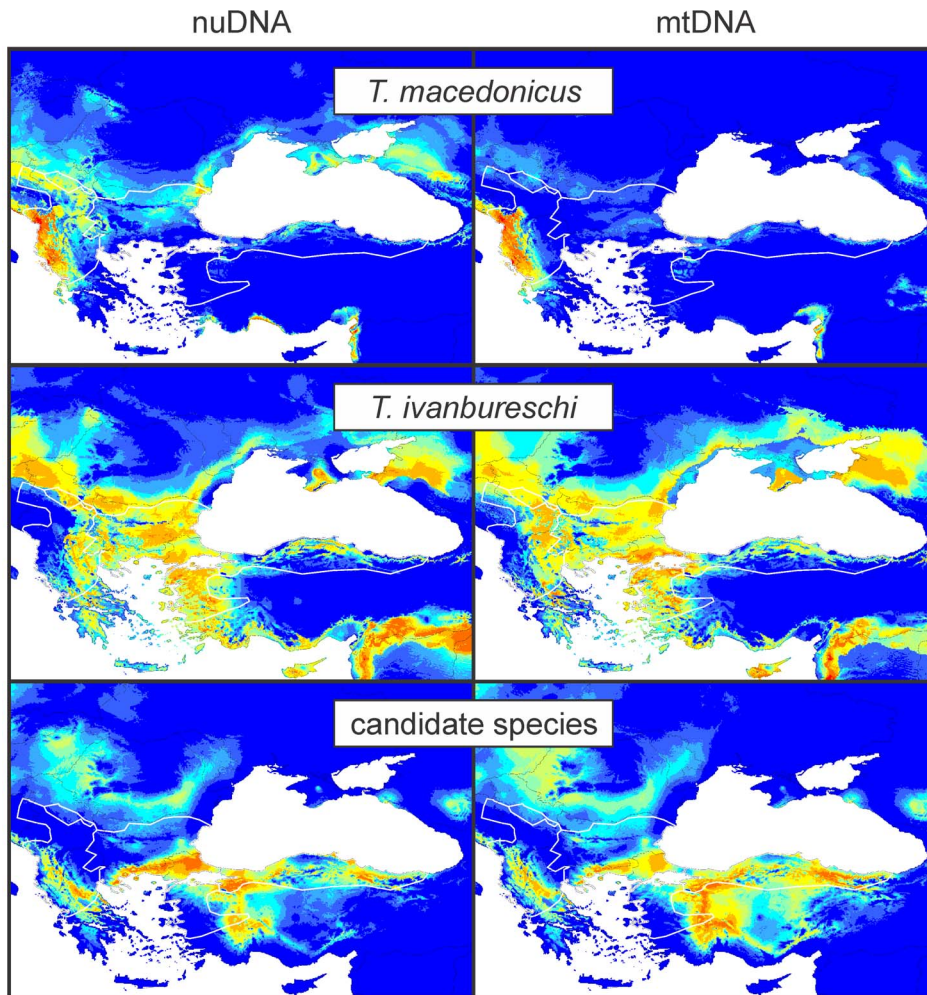 nuDNA
mtDNA
T. macedonicus
T. ivanbureschi
candidate species